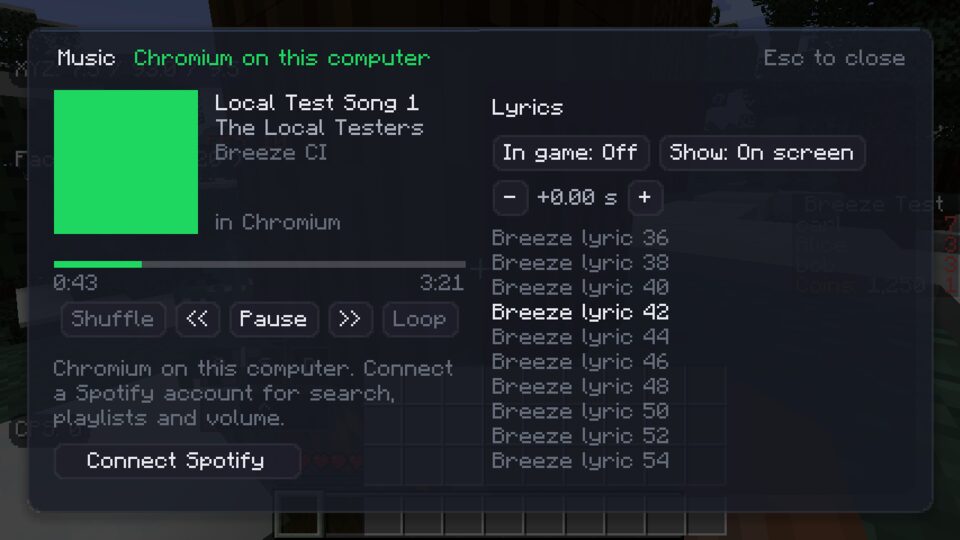 Music Chromium on this computer
Esc to close
Local Test Song 1
The Local Testers
Breeze CI
in Chromium
0:43
3:21
Shuffle << Pause >> Loop
Chromium on this computer. Connect
a Spotify account for search,
playlists and volume.
Connect Spotify
Lyrics
In game: Off Show: On screen
- +0.00 s +
Breeze lyric 36
Breeze lyric 38
Breeze lyric 40
Breeze lyric 42
Breeze lyric 44
Breeze lyric 46
Breeze lyric 48
Breeze lyric 50
Breeze lyric 52
Breeze lyric 54
Breeze Test
Coins: 1,250